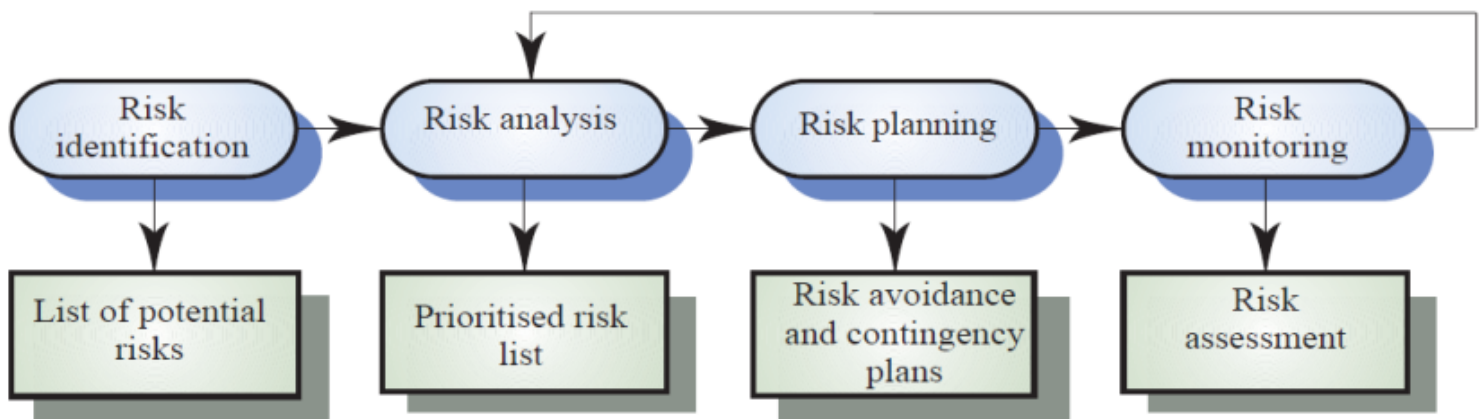 Risk
identification
Risk analysis
Risk planning
Risk
monitoring
List of potential
risks
Prioritised risk
list
Risk avoidance
and contingency
plans
Risk
assessment